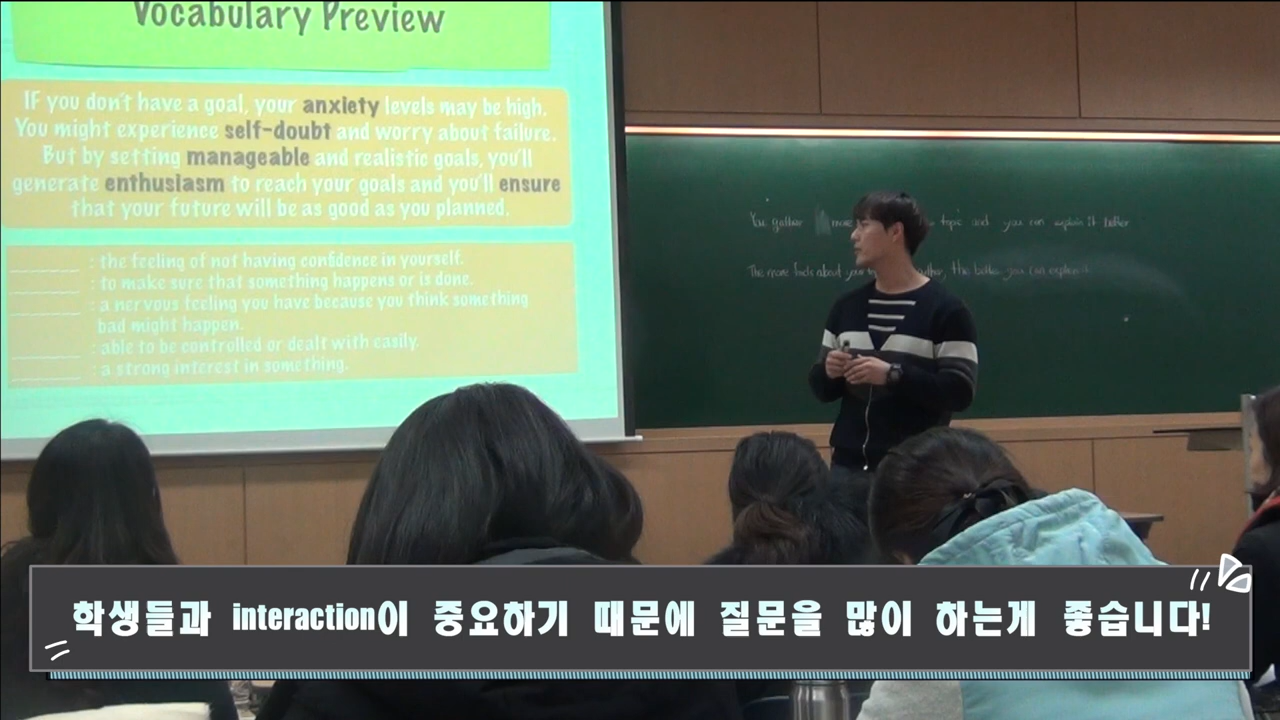 Vocabulary Preview
If you don't have a goal, your anxiety levels may be high.
You might experience self-doubt and worry about failure.
But by setting manageable and realistic goals, you'll
generate enthusiasm to reach your goals and you'll ensure
that your future will be as good as you planned.
: the feeling of not having confidence in yourself.
: to make sure that something happens or is done.
: a nervous feeling you have because you think something
bad might happen.
: able to be controlled or dealt with easily.
: a strong interest in something.
You gather more topic and you can explain it better
The more facts about your gather, the better you can explain it
학생들과 interaction이 중요하기 때문에 질문을 많이 하는게 좋습니다!